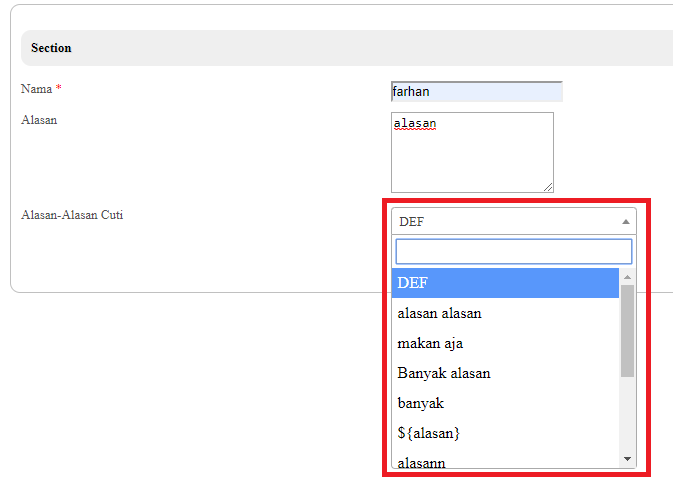 Section
Nama *
farhan
Alasan
alasan
Alasan-Alasan Cuti
DEF
DEF
alasan alasan
makan aja
Banyak alasan
banyak
${alasan}
alasann